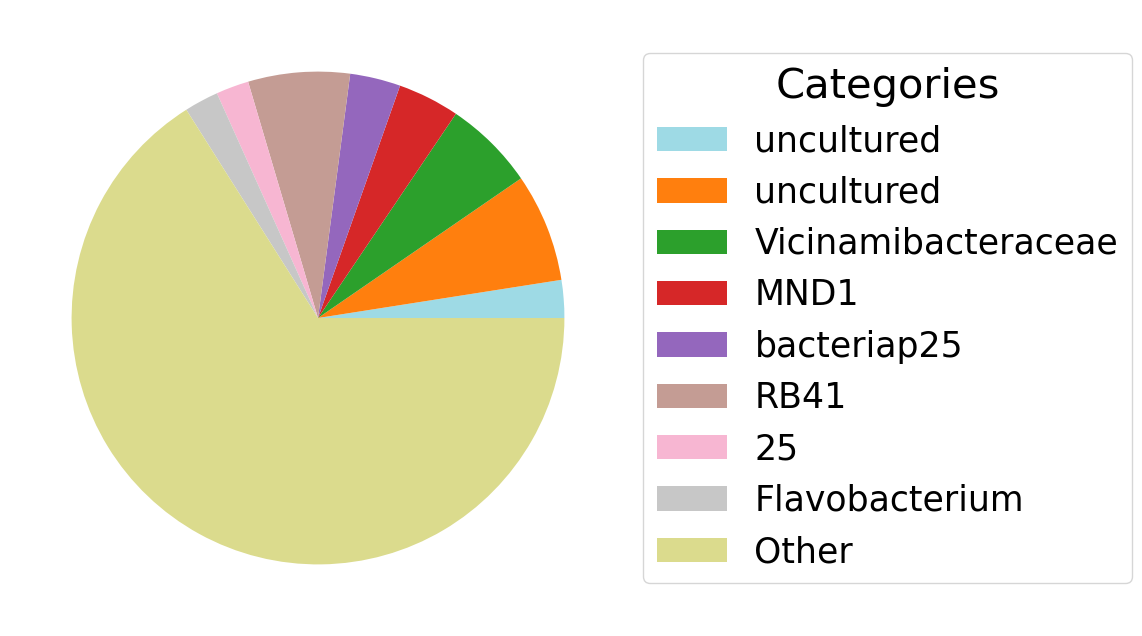 Categories
uncultured
uncultured
Vicinamibacteraceae
MND1
bacteriap25
RB41
25
Flavobacterium
Other